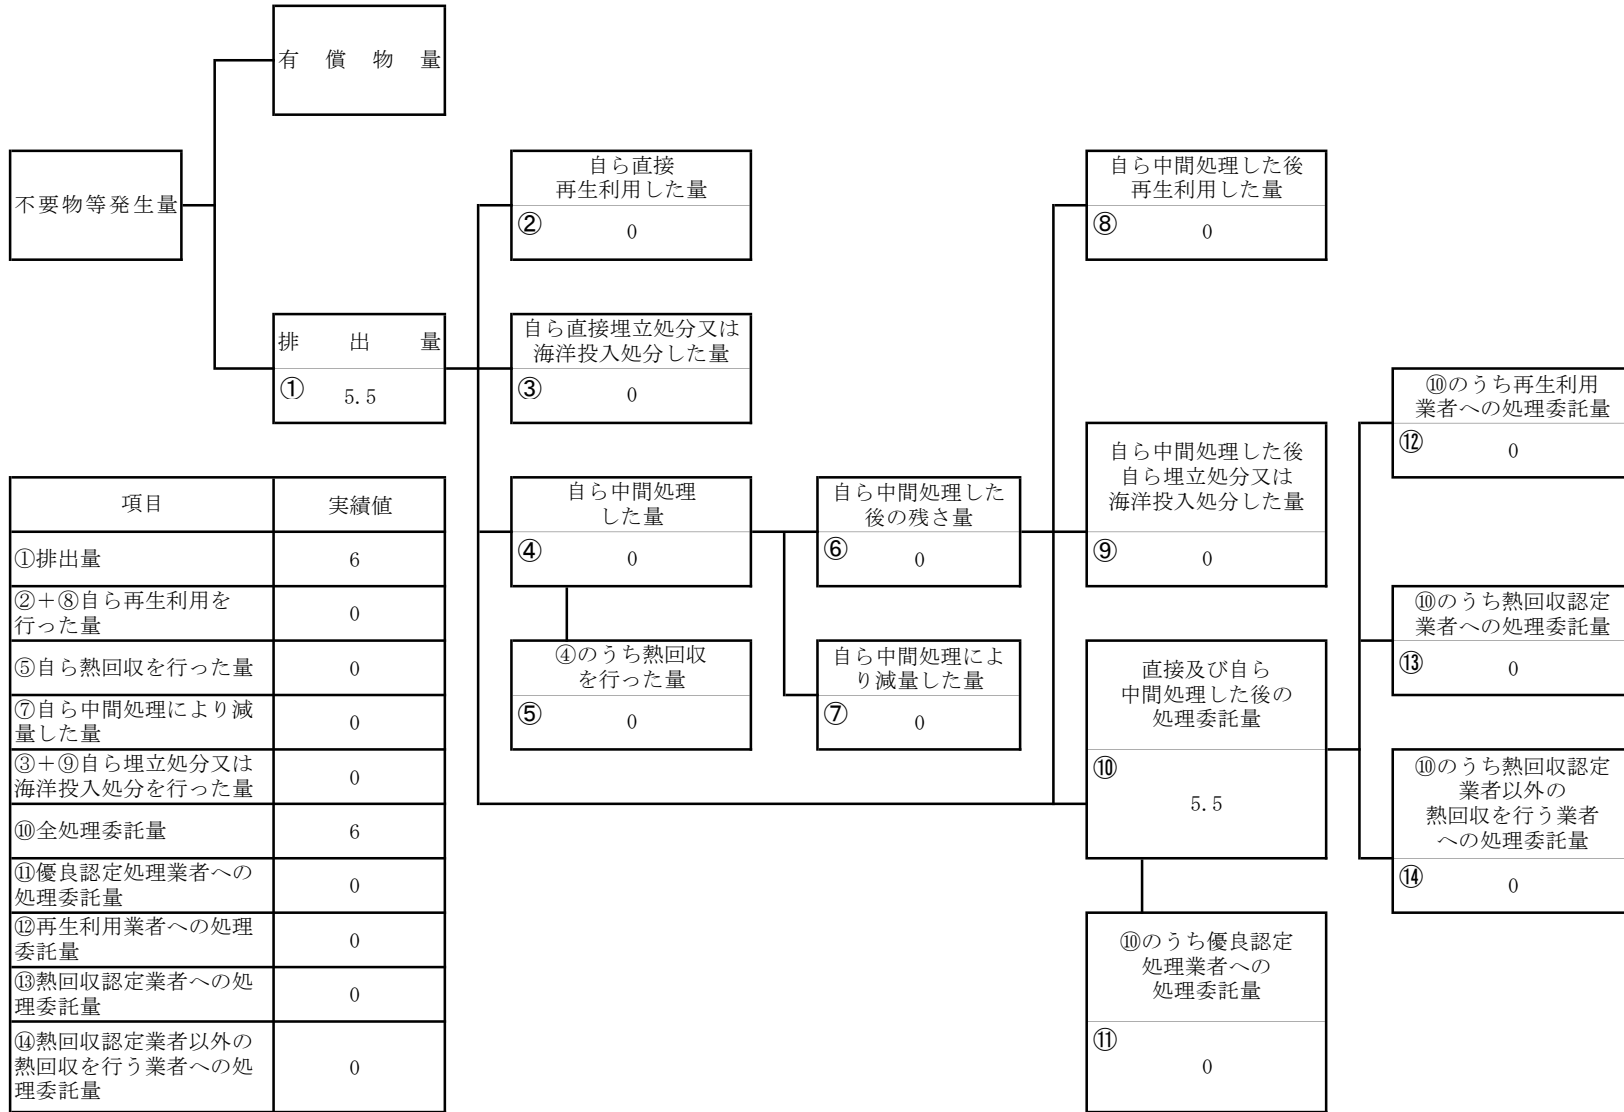 有償物量
不要物等発生量
排出量
① 5.5
自ら直接
再生利用した量
② 0
自ら直接埋立処分又は
海洋投入処分した量
③ 0
自ら中間処理
した量
④ 0
④のうち熱回収
を行った量
⑤ 0
自ら中間処理した
後の残さ量
⑥ 0
自ら中間処理によ
り減量した量
⑦ 0
自ら中間処理した後
再生利用した量
⑧ 0
自ら中間処理した後
自ら埋立処分又は
海洋投入処分した量
⑨ 0
直接及び自ら
中間処理した後の
処理委託量
⑩
5.5
⑩のうち優良認定
処理業者への
処理委託量
⑪
0
⑩のうち再生利用
業者への処理委託量
⑫ 0
⑩のうち熱回収認定
業者への処理委託量
⑬ 0
⑩のうち熱回収認定
業者以外の
熱回収を行う業者
への処理委託量
⑭ 0
項目 実績値
①排出量 6
②+⑧自ら再生利用を
行った量 0
⑤自ら熱回収を行った量 0
⑦自ら中間処理により減
量した量 0
③+⑨自ら埋立処分又は
海洋投入処分を行った量 0
⑩全処理委託量 6
⑪優良認定処理業者への
処理委託量 0
⑫再生利用業者への処理
委託量 0
⑬熱回収認定業者への処
理委託量 0
⑭熱回収認定業者以外の
熱回収を行う業者への処
理委託量 0